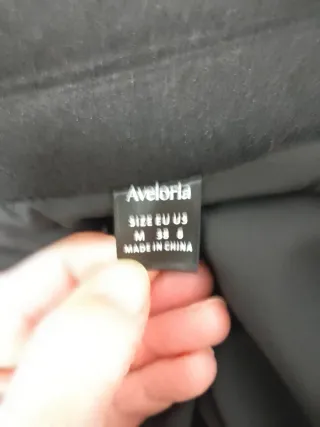 Aveloria
SIZE EU US
M 38 6
MADE IN CHINA